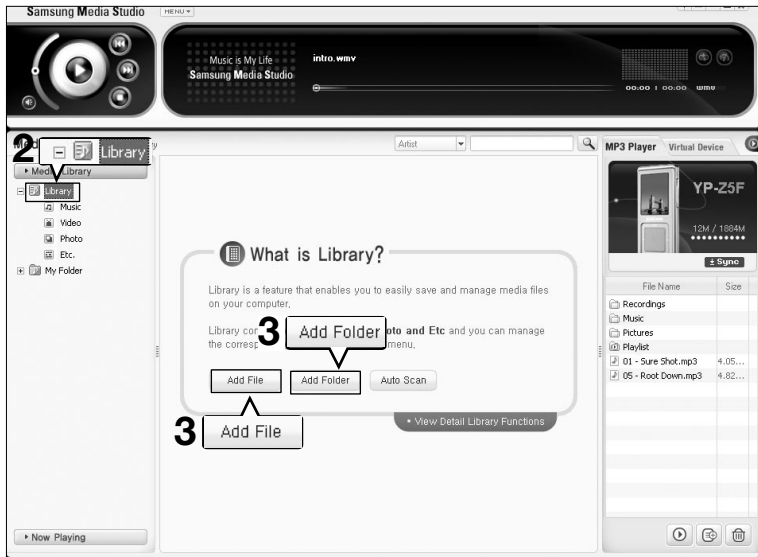 Samsung Media Studio
MENU
Music is My Life
Samsung Media Studio
intro.wmv
00:00 | 00:00 wmv
2
Library
Media Library
Library
Music
Video
Photo
Etc.
My Folder
Now Playing
Artist
What is Library?
Library is a feature that enables you to easily save and manage media files
on your computer,
Library con
oto and Etc and you can manage
the corresp
menu,
3
Add Folder
Add File
Add Folder
Auto Scan
3
Add File
• View Detail Library Functions
MP3 Player
Virtual Device
YP-Z5F
12M / 1884M
Sync
File Name
Size
Recordings
Music
Pictures
Playlist
01 - Sure Shot.mp3
4.05...
05 - Root Down.mp3
4.82...